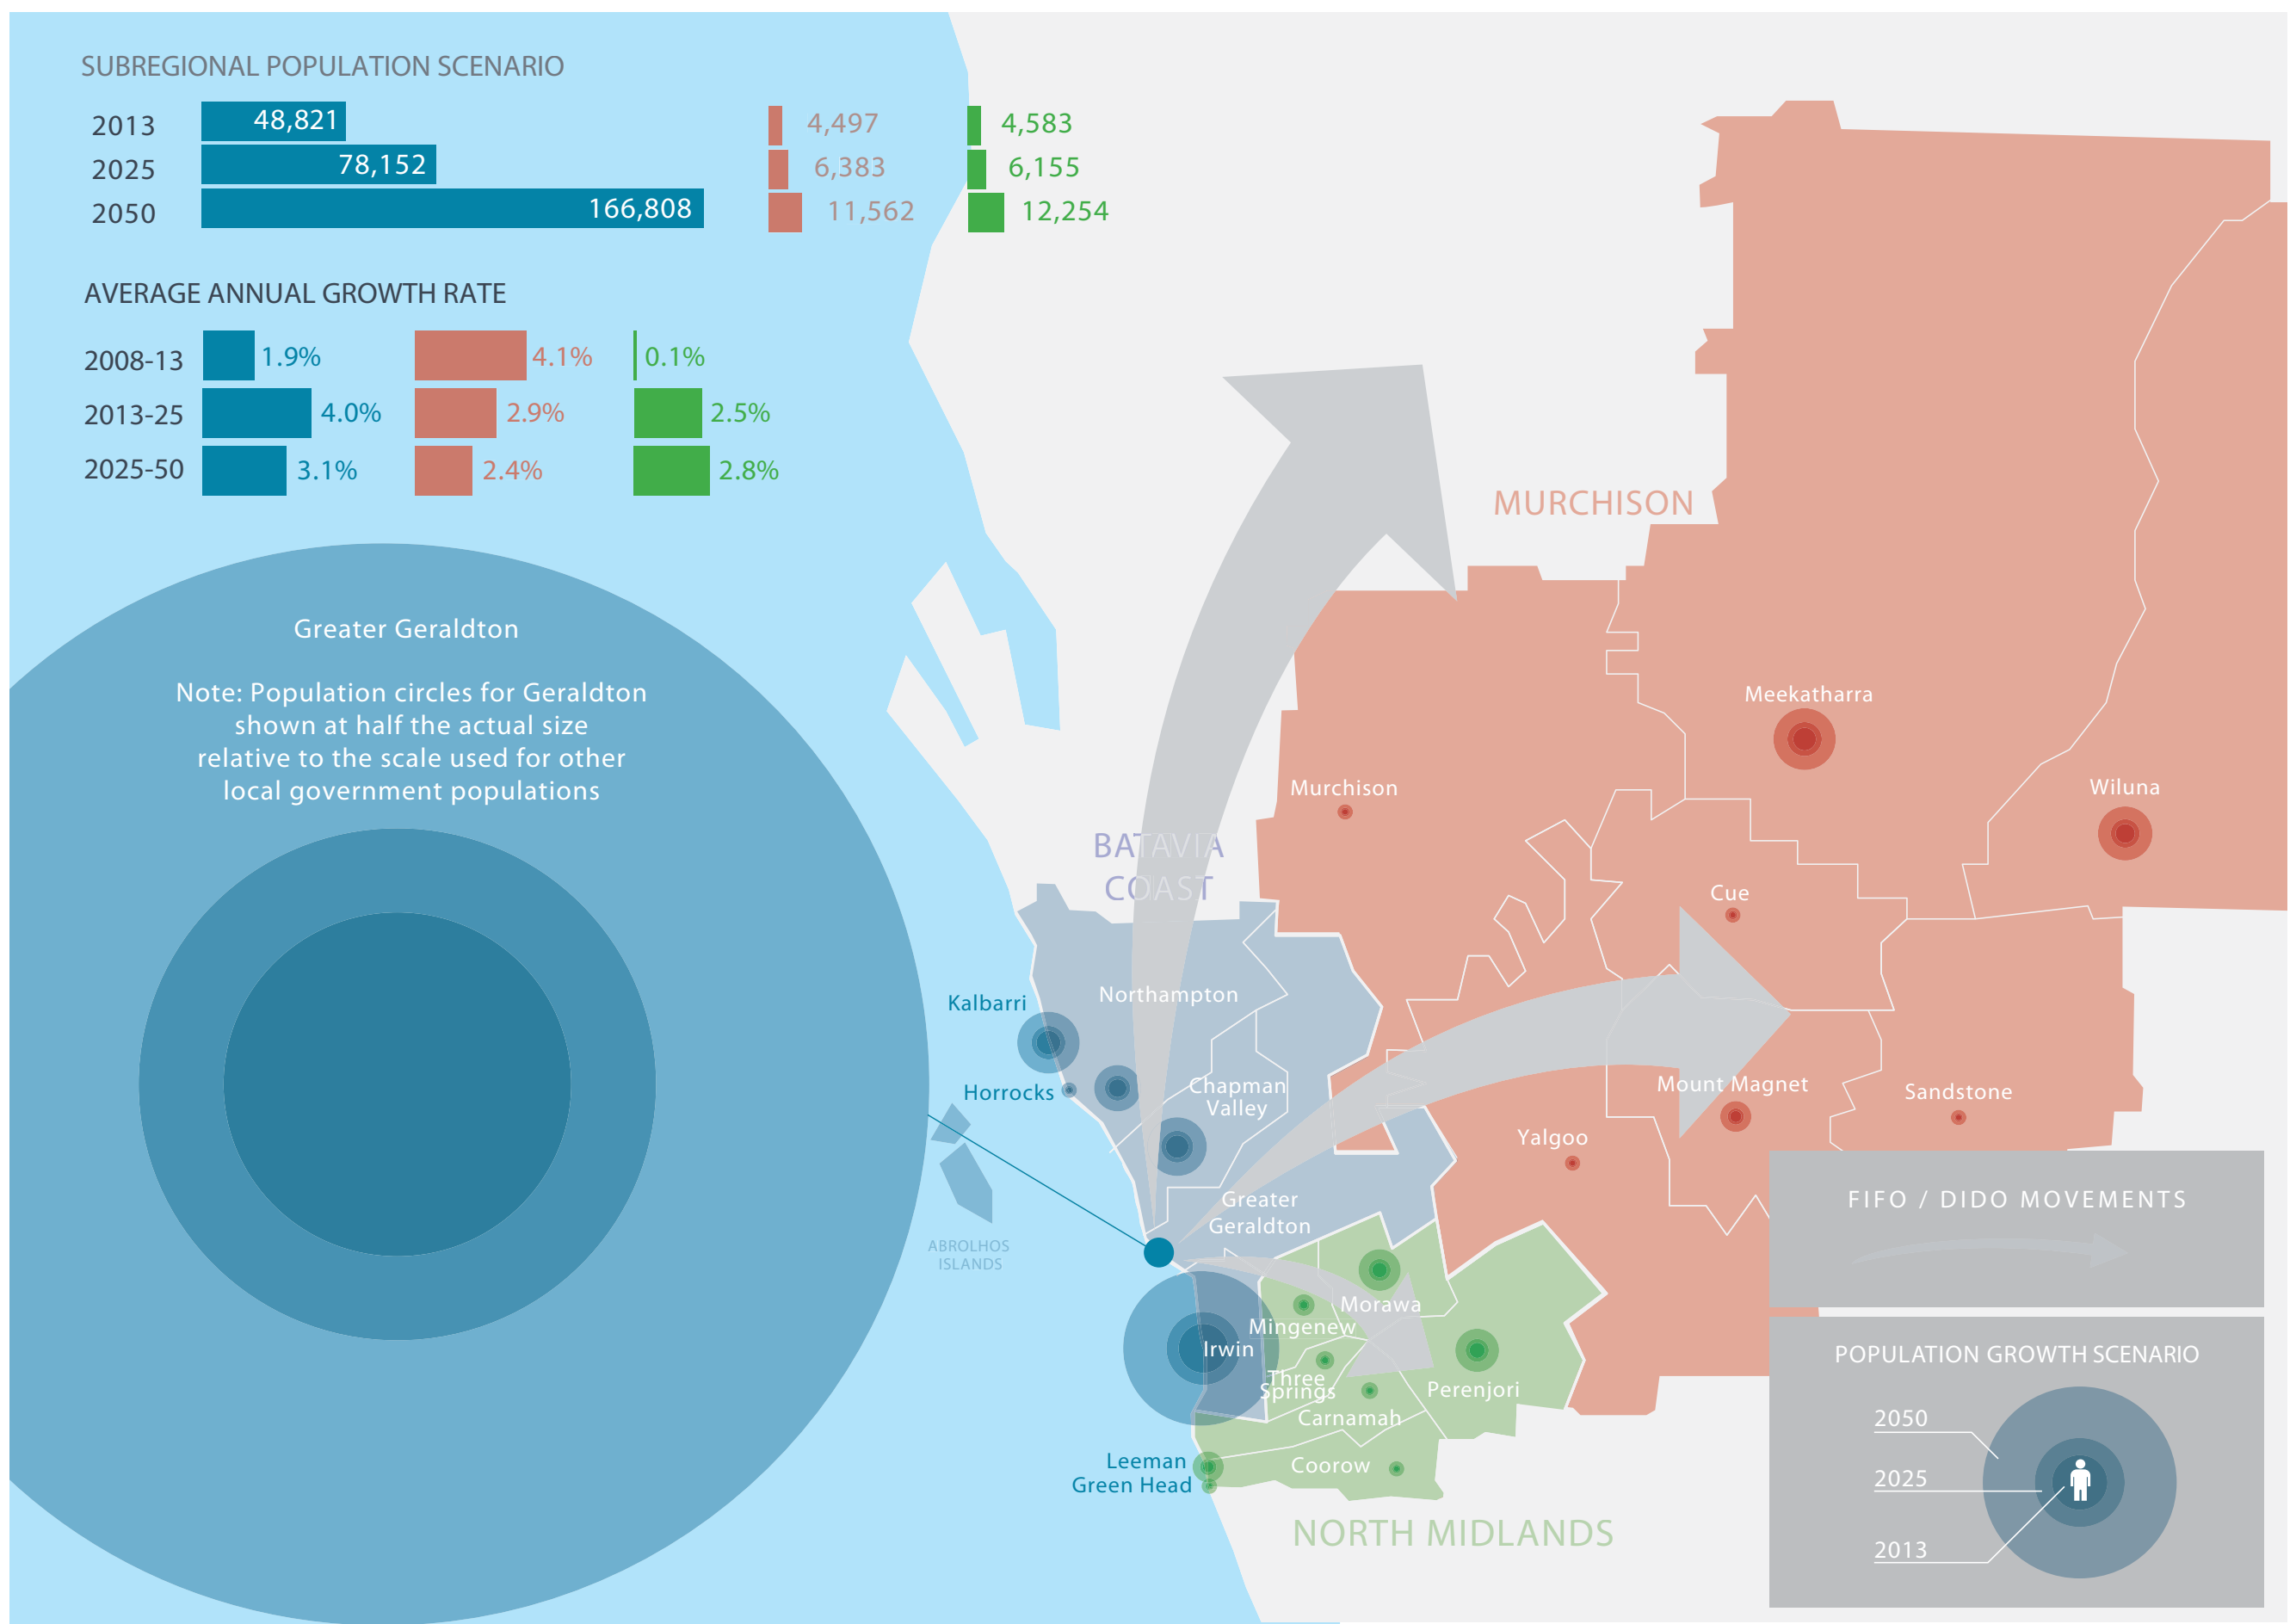 SUBREGIONAL POPULATION SCENARIO
2013 48,821 4,497 4,583
2025 78,152 6,383 6,155
2050 166,808 11,562 12,254
AVERAGE ANNUAL GROWTH RATE
2008-13 1.9% 4.1% 0.1%
2013-25 4.0% 2.9% 2.5%
2025-50 3.1% 2.4% 2.8%
Greater Geraldton
Note: Population circles for Geraldton
shown at half the actual size
relative to the scale used for other
local government populations
MURCHISON
Meekatharra
Murchison
Wiluna
BATAVIA
COAST
Cue
Kalbarri
Northampton
Horrocks
Chapman
Valley
Mount Magnet
Sandstone
Yalgoo
Greater
Geraldton
ABROLHOS
ISLANDS
Morawa
Mingenew
Irwin
Three
Springs
Perenjori
Carnamah
Leeman
Green Head
Coorow
NORTH MIDLANDS
FIFO / DIDO MOVEMENTS
POPULATION GROWTH SCENARIO
2050
2025
2013